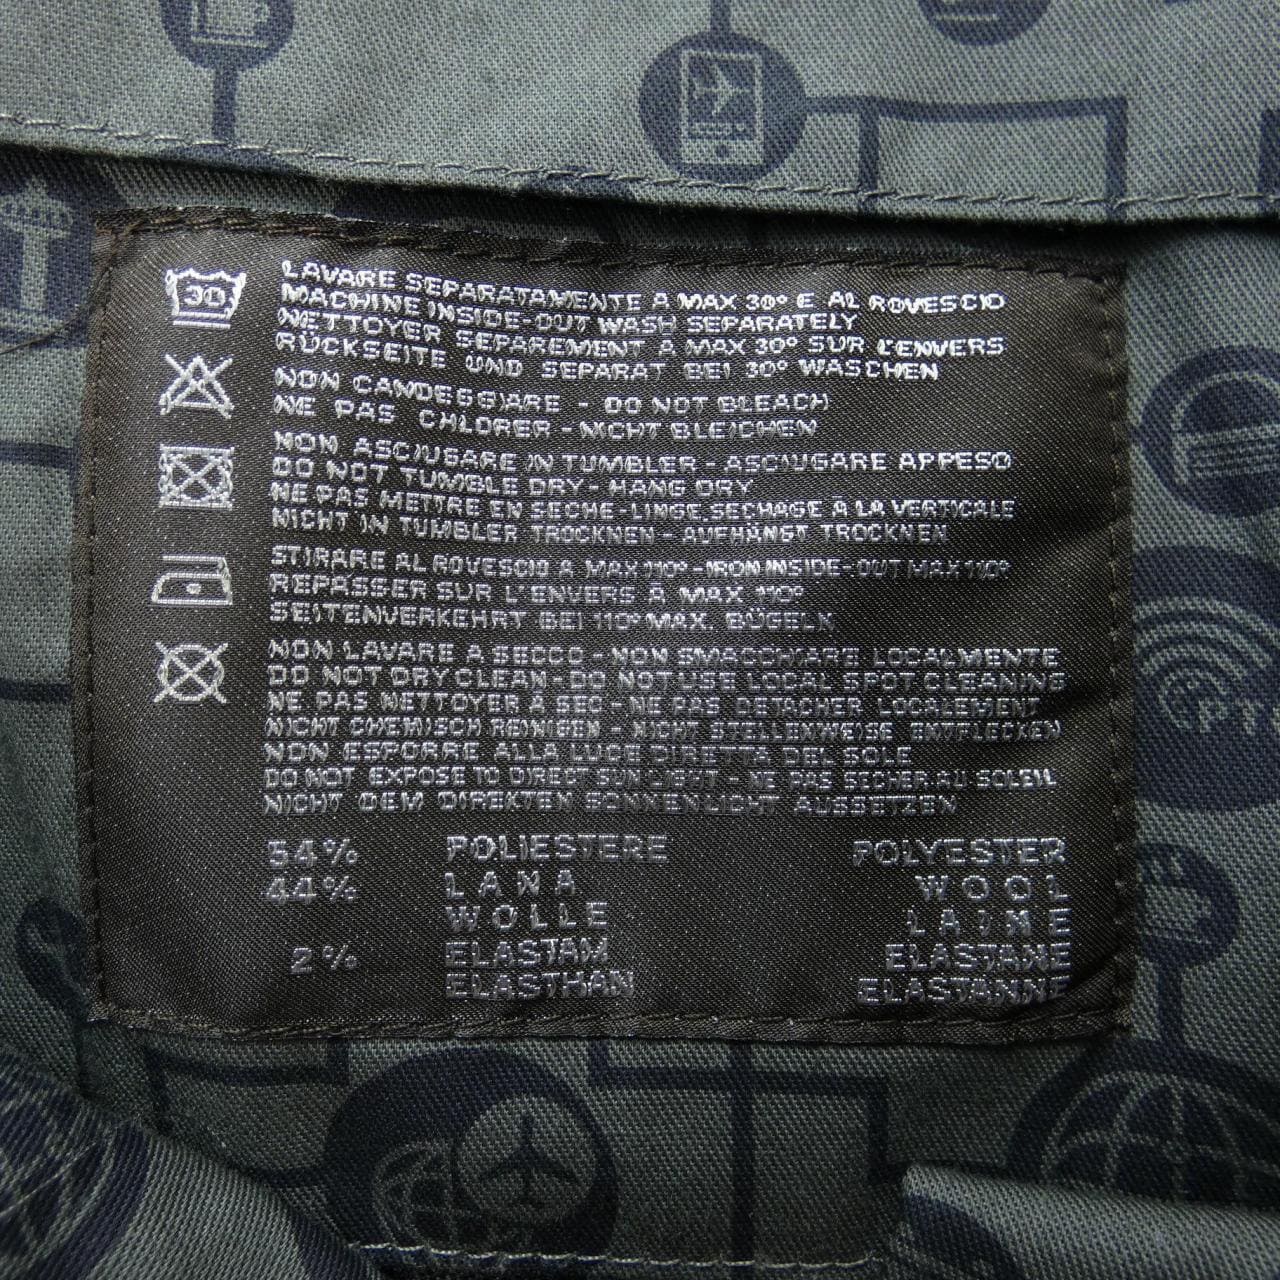 30
LAVARE SEPARATAMENTE A MAX 30° E AL ROVESCIO
MACHINE INSIDE-OUT WASH SEPARATELY
NETTOYER SEPAREMENT A MAX 30° SUR L'ENVERS
RÜCKSEITE UND SEPARAT BEI 30° WASCHEN
NON CANDEGGIARE - DO NOT BLEACH
NE PAS CHLORER - NICHT BLEICHEN
NON ASCIUGARE IN TUMBLER - ASCIUGARE APPESO
DO NOT TUMBLE DRY - HANG DRY
NE PAS METTRE EN SECHE-LINGE, SECHAGE À LA VERTICALE
NICHT IN TUMBLER TROCKNEN - AUFHÄNGT TROCKNEN
STIRARE AL ROVESCIO A MAX 110° - IRON INSIDE-OUT MAX 110°
REPASSER SUR L'ENVERS À MAX 110°
SEITENVERKEHRT BEI 110° MAX. BÜGELN
NON LAVARE A SECCO - NON SMACCHIARE LOCALMENTE
DO NOT DRY CLEAN - DO NOT USE LOCAL SPOT CLEANING
NE PAS NETTOYER A SEC - NE PAS DETACHER LOCALEMENT
NICHT CHEMISCH REINIGEN - NICHT STELLENWEISE ENTFLECKEN
NON ESPORRE ALLA LUCE DIRETTA DEL SOLE
DO NOT EXPOSE TO DIRECT SUN LIGHT - NE PAS SECHER AU SOLEIL
NICHT DEM DIREKTEN SONNENLICHT AUSSETZEN
54% POLIESTERE POLYESTER
44% LANA WOOL
WOLLE LAINE
2% ELASTAM ELASTANE
ELASTHAN ELASTANNE